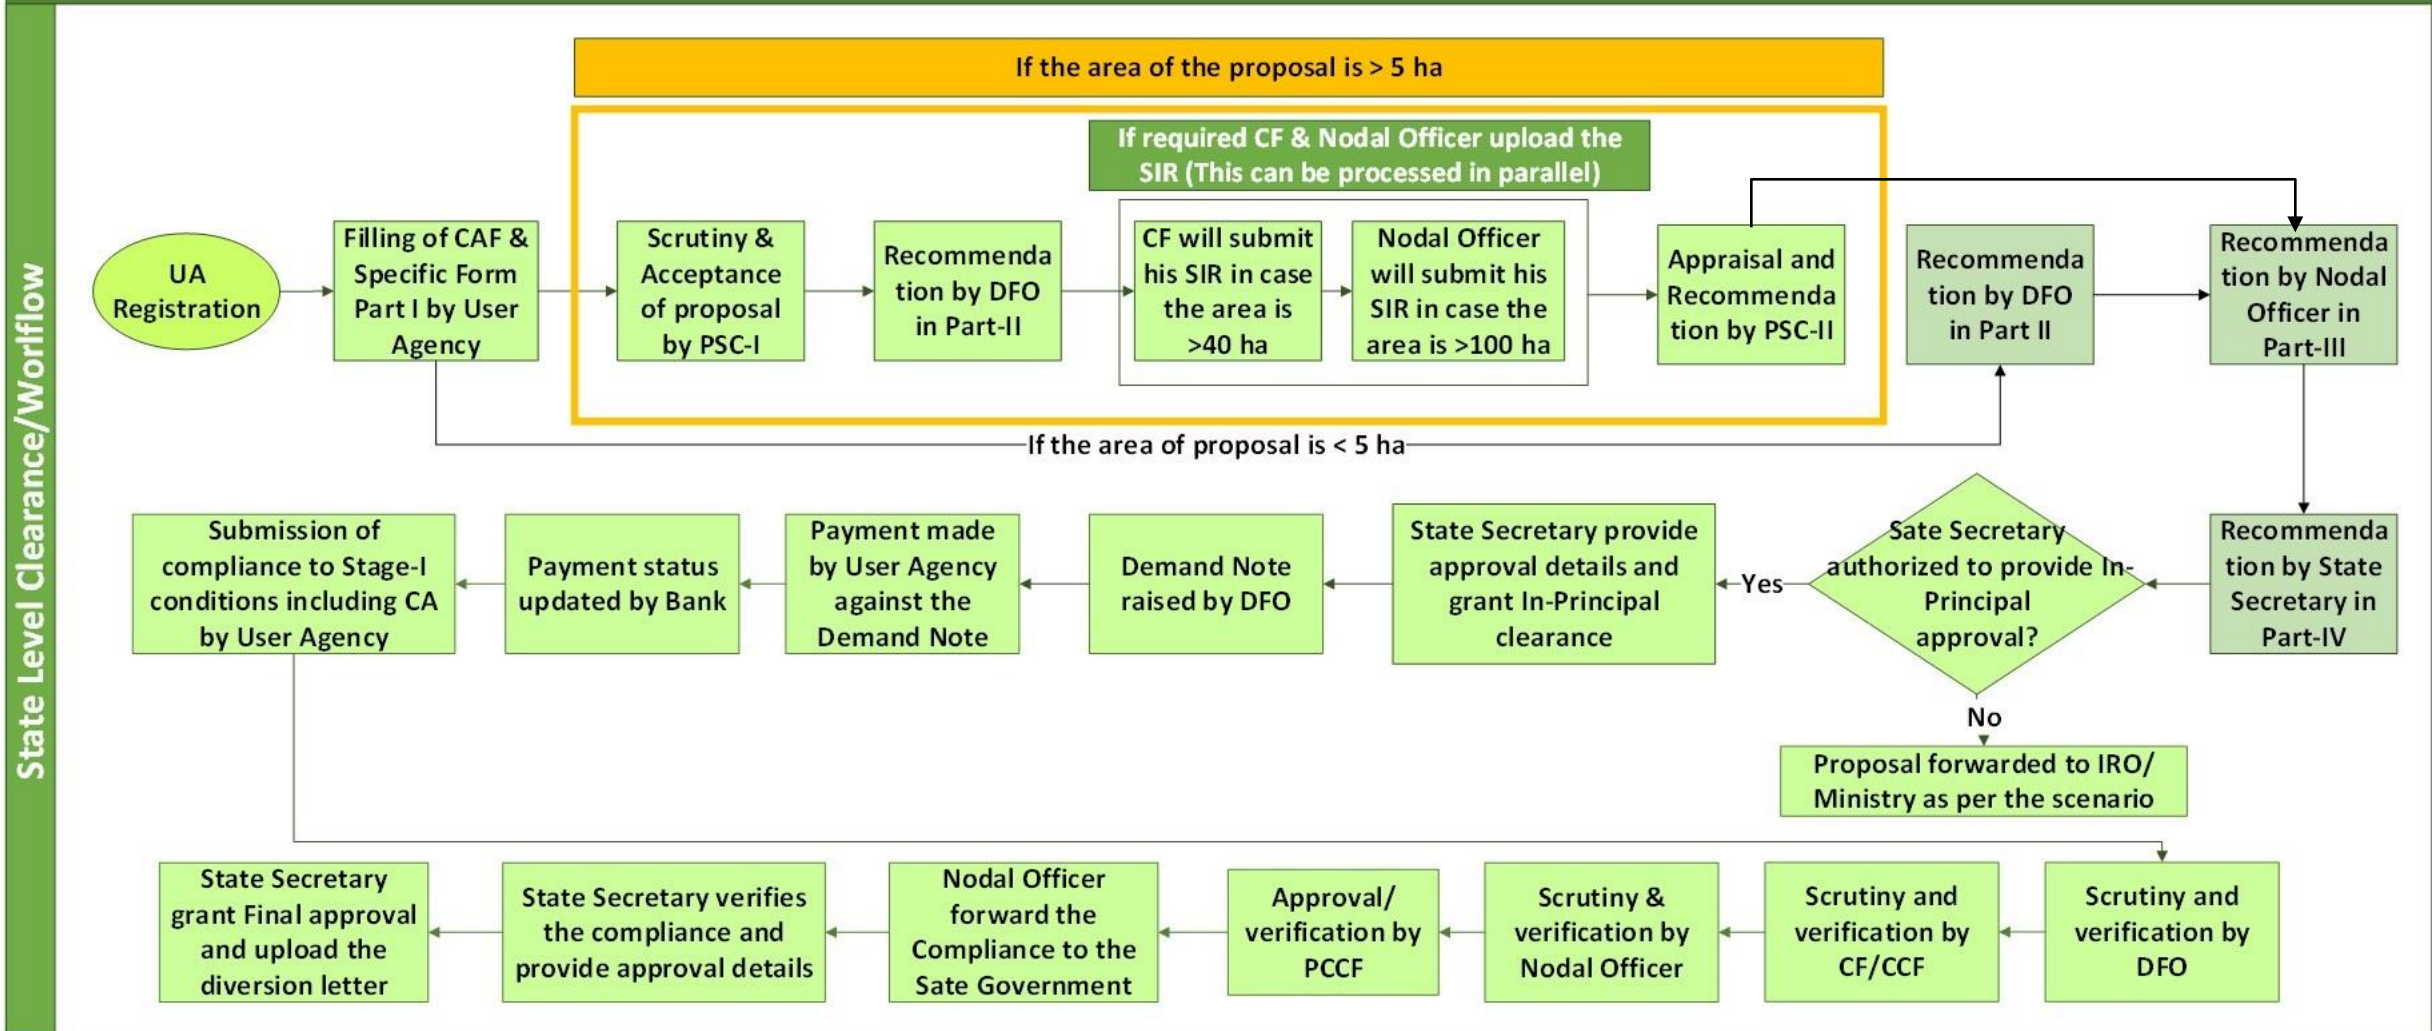 State Level Clearance/Worlflow
If the area of the proposal is > 5 ha
If required CF & Nodal Officer upload the
SIR (This can be processed in parallel)
UA
Registration
Filling of CAF &
Specific Form
Part I by User
Agency
Scrutiny &
Acceptance
of proposal
by PSC-I
Recommenda
tion by DFO
in Part-II
CF will submit
his SIR in case
the area is
>40 ha
Nodal Officer
will submit his
SIR in case the
area is >100 ha
Appraisal and
Recommenda
tion by PSC-II
Recommenda
tion by DFO
in Part II
Recommenda
tion by Nodal
Officer in
Part-III
If the area of proposal is < 5 ha
Recommenda
tion by State
Secretary in
Part-IV
Sate Secretary
authorized to provide In-
Principal
approval?
Yes
No
Proposal forwarded to IRO/
Ministry as per the scenario
State Secretary provide
approval details and
grant In-Principal
clearance
Demand Note
raised by DFO
Payment made
by User Agency
against the
Demand Note
Payment status
updated by Bank
Submission of
compliance to Stage-I
conditions including CA
by User Agency
Scrutiny and
verification by
DFO
Scrutiny and
verification by
CF/CCF
Scrutiny &
verification by
Nodal Officer
Approval/
verification by
PCCF
Nodal Officer
forward the
Compliance to the
Sate Government
State Secretary verifies
the compliance and
provide approval details
State Secretary
grant Final approval
and upload the
diversion letter